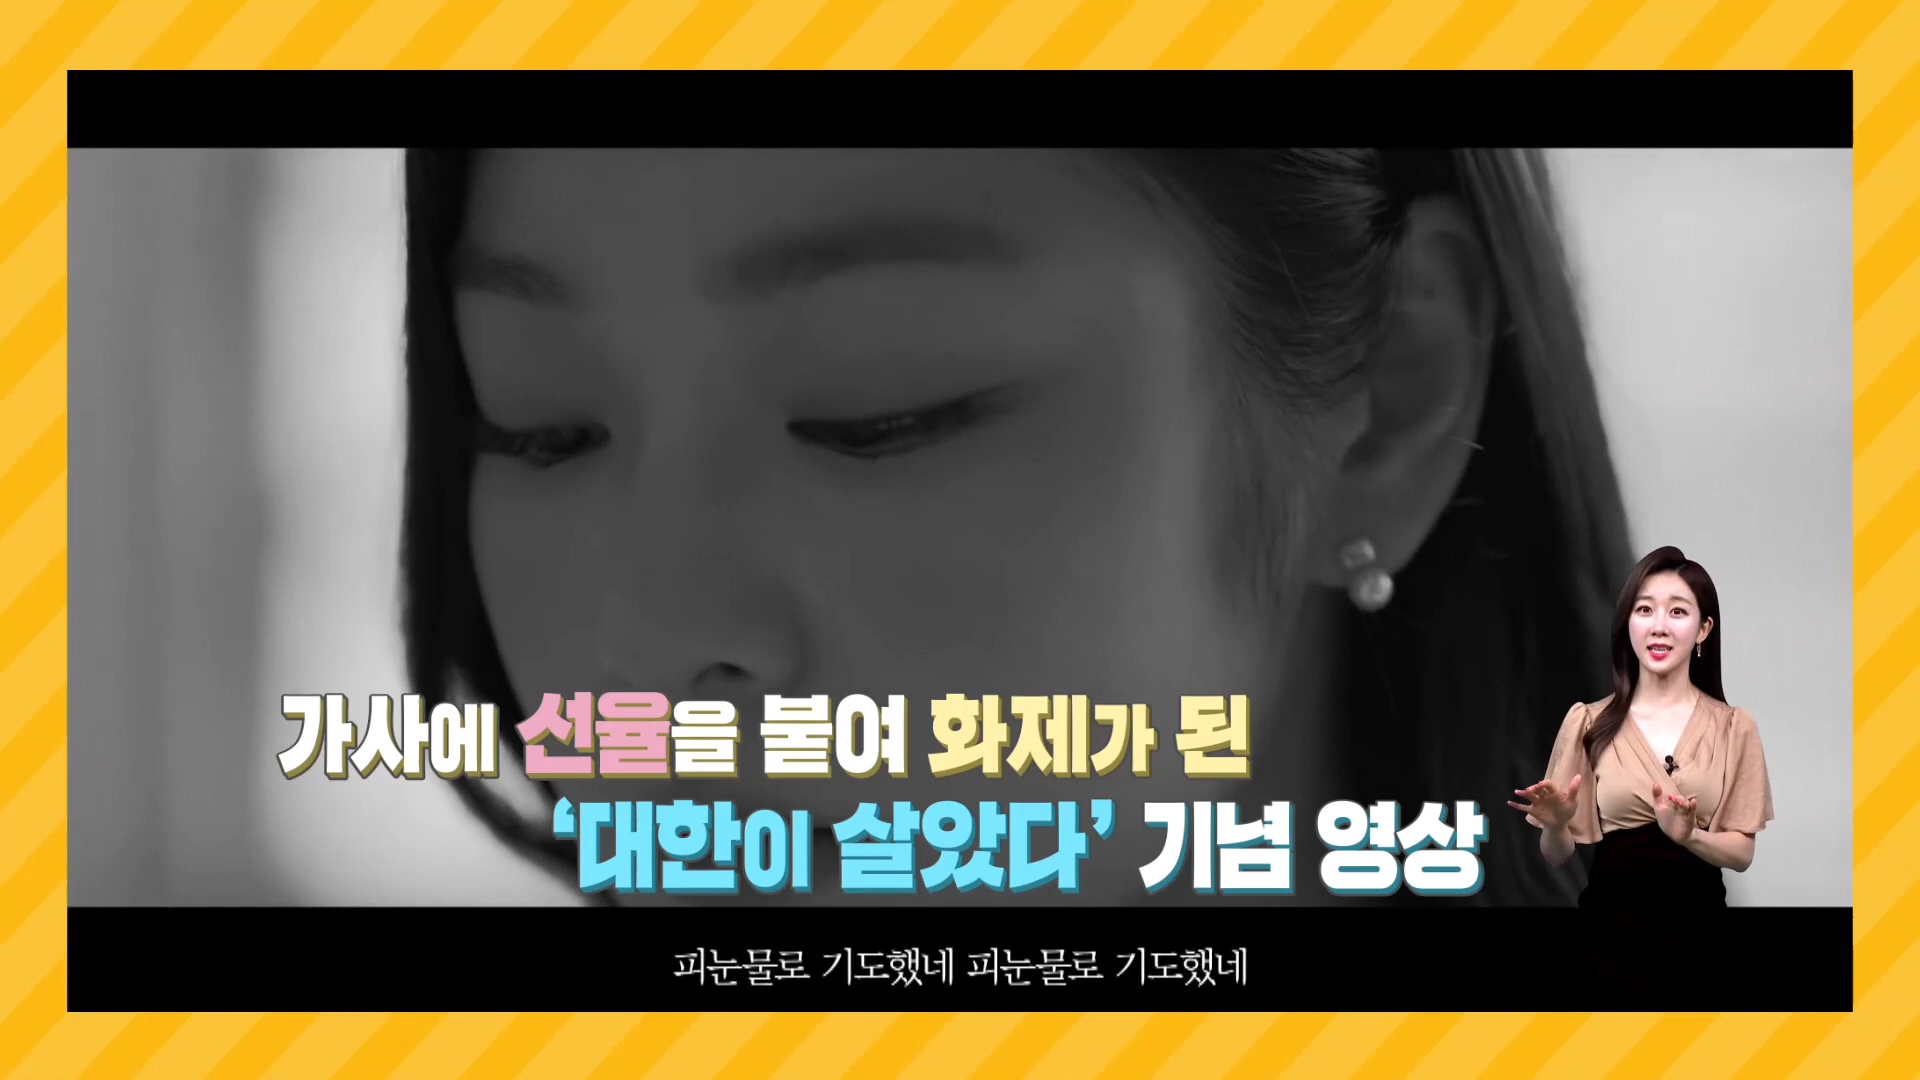 가사에 선율을 붙여 화제가 된
‘대한이 살았다’ 기념 영상
피눈물로 기도했네 피눈물로 기도했네